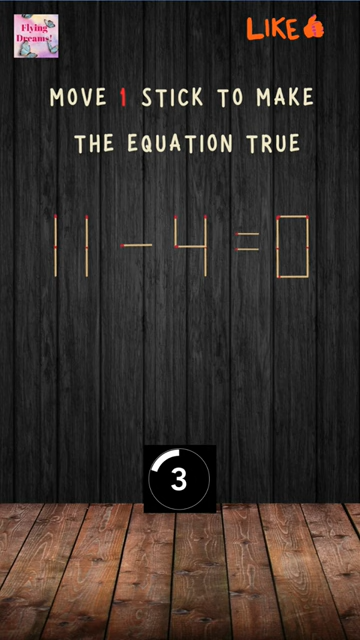 Flying
Dreams!
LIKE
MOVE 1 STICK TO MAKE
THE EQUATION TRUE
11 - 4 = 0
3